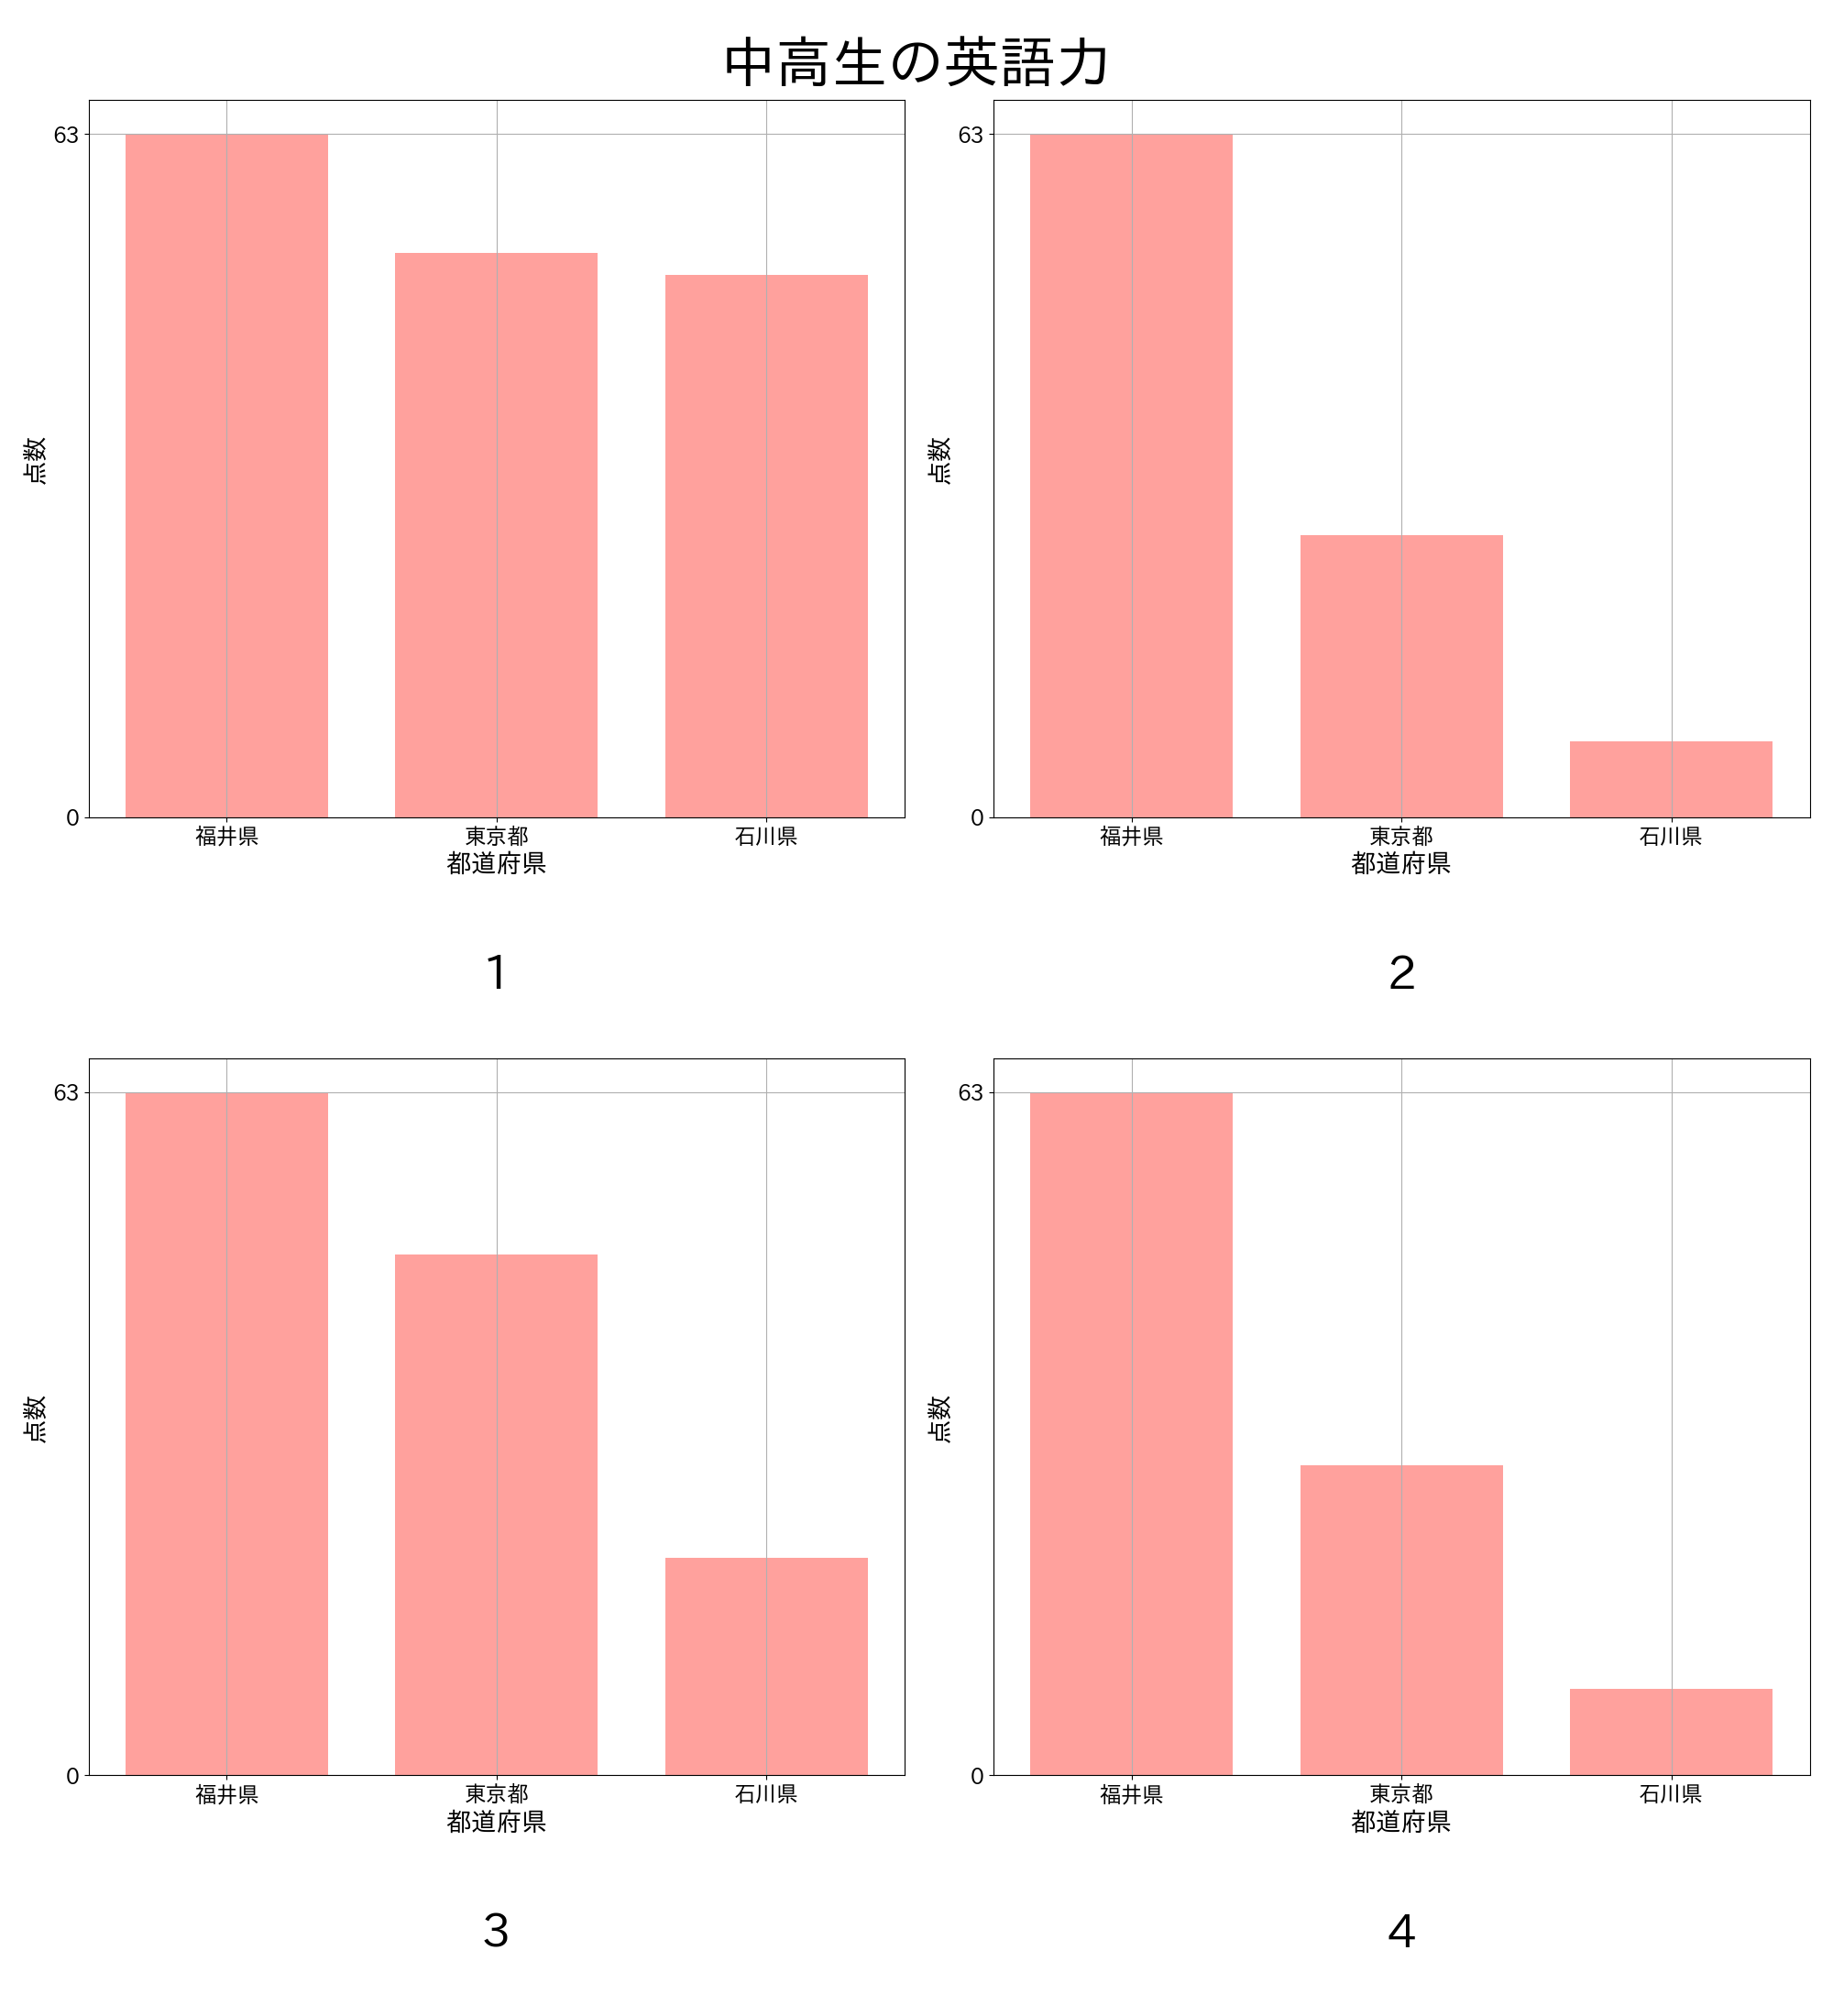 中高生の英語力
63
0
点数
福井県 東京都 石川県
都道府県
1
63
0
点数
福井県 東京都 石川県
都道府県
2
63
0
点数
福井県 東京都 石川県
都道府県
3
63
0
点数
福井県 東京都 石川県
都道府県
4